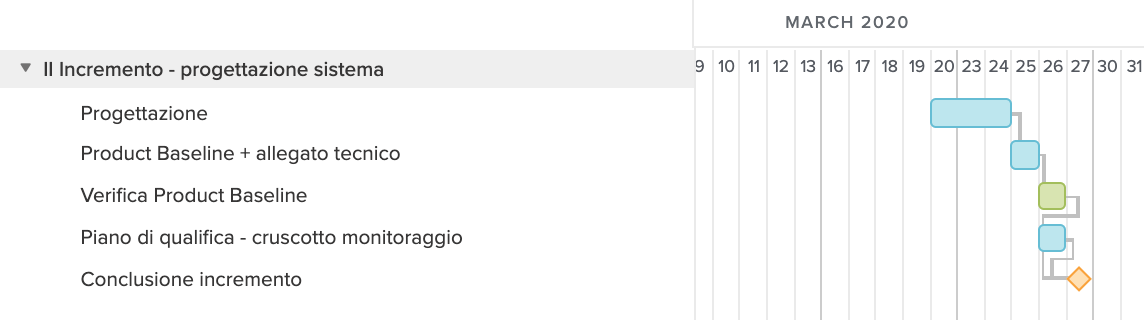 MARCH 2020
II Incremento - progettazione sistema
9 10 11 12 13 16 17 18 19 20 23 24 25 26 27 30 31
Progettazione
Product Baseline + allegato tecnico
Verifica Product Baseline
Piano di qualifica - cruscotto monitoraggio
Conclusione incremento